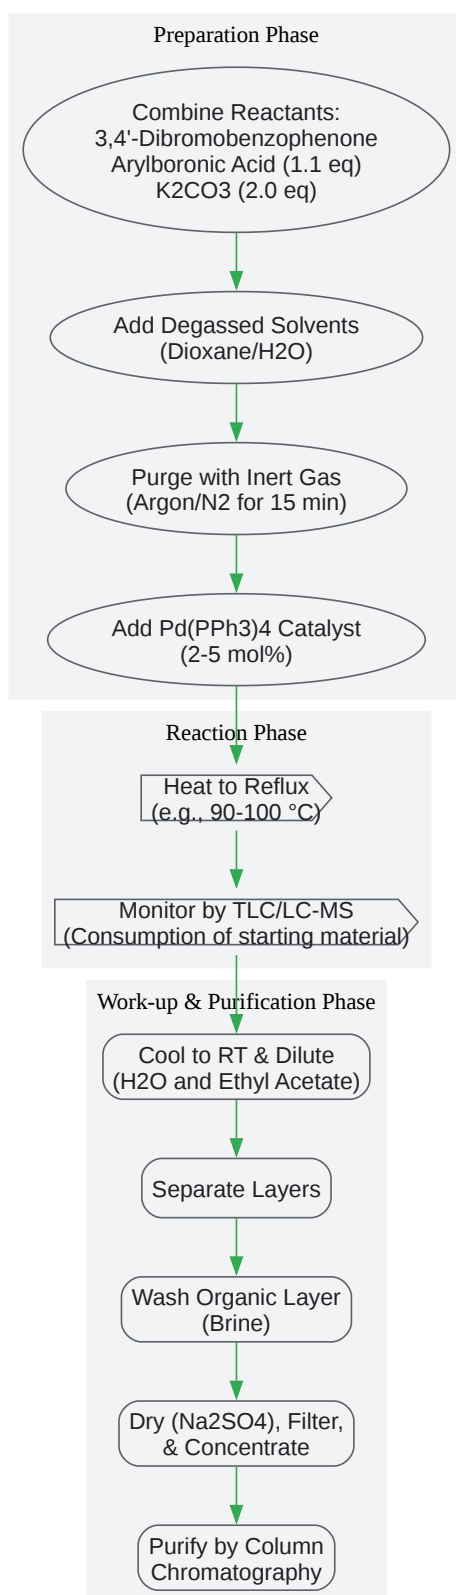 Preparation Phase
Combine Reactants:
3,4'-Dibromobenzophenone
Arylboronic Acid (1.1 eq)
K2CO3 (2.0 eq)
Add Degassed Solvents
(Dioxane/H2O)
Purge with Inert Gas
(Argon/N2 for 15 min)
Add Pd(PPh3)4 Catalyst
(2-5 mol%)
Reaction Phase
Heat to Reflux
(e.g., 90-100 °C)
Monitor by TLC/LC-MS
(Consumption of starting material)
Work-up & Purification Phase
Cool to RT & Dilute
(H2O and Ethyl Acetate)
Separate Layers
Wash Organic Layer
(Brine)
Dry (Na2SO4), Filter,
& Concentrate
Purify by Column
Chromatography